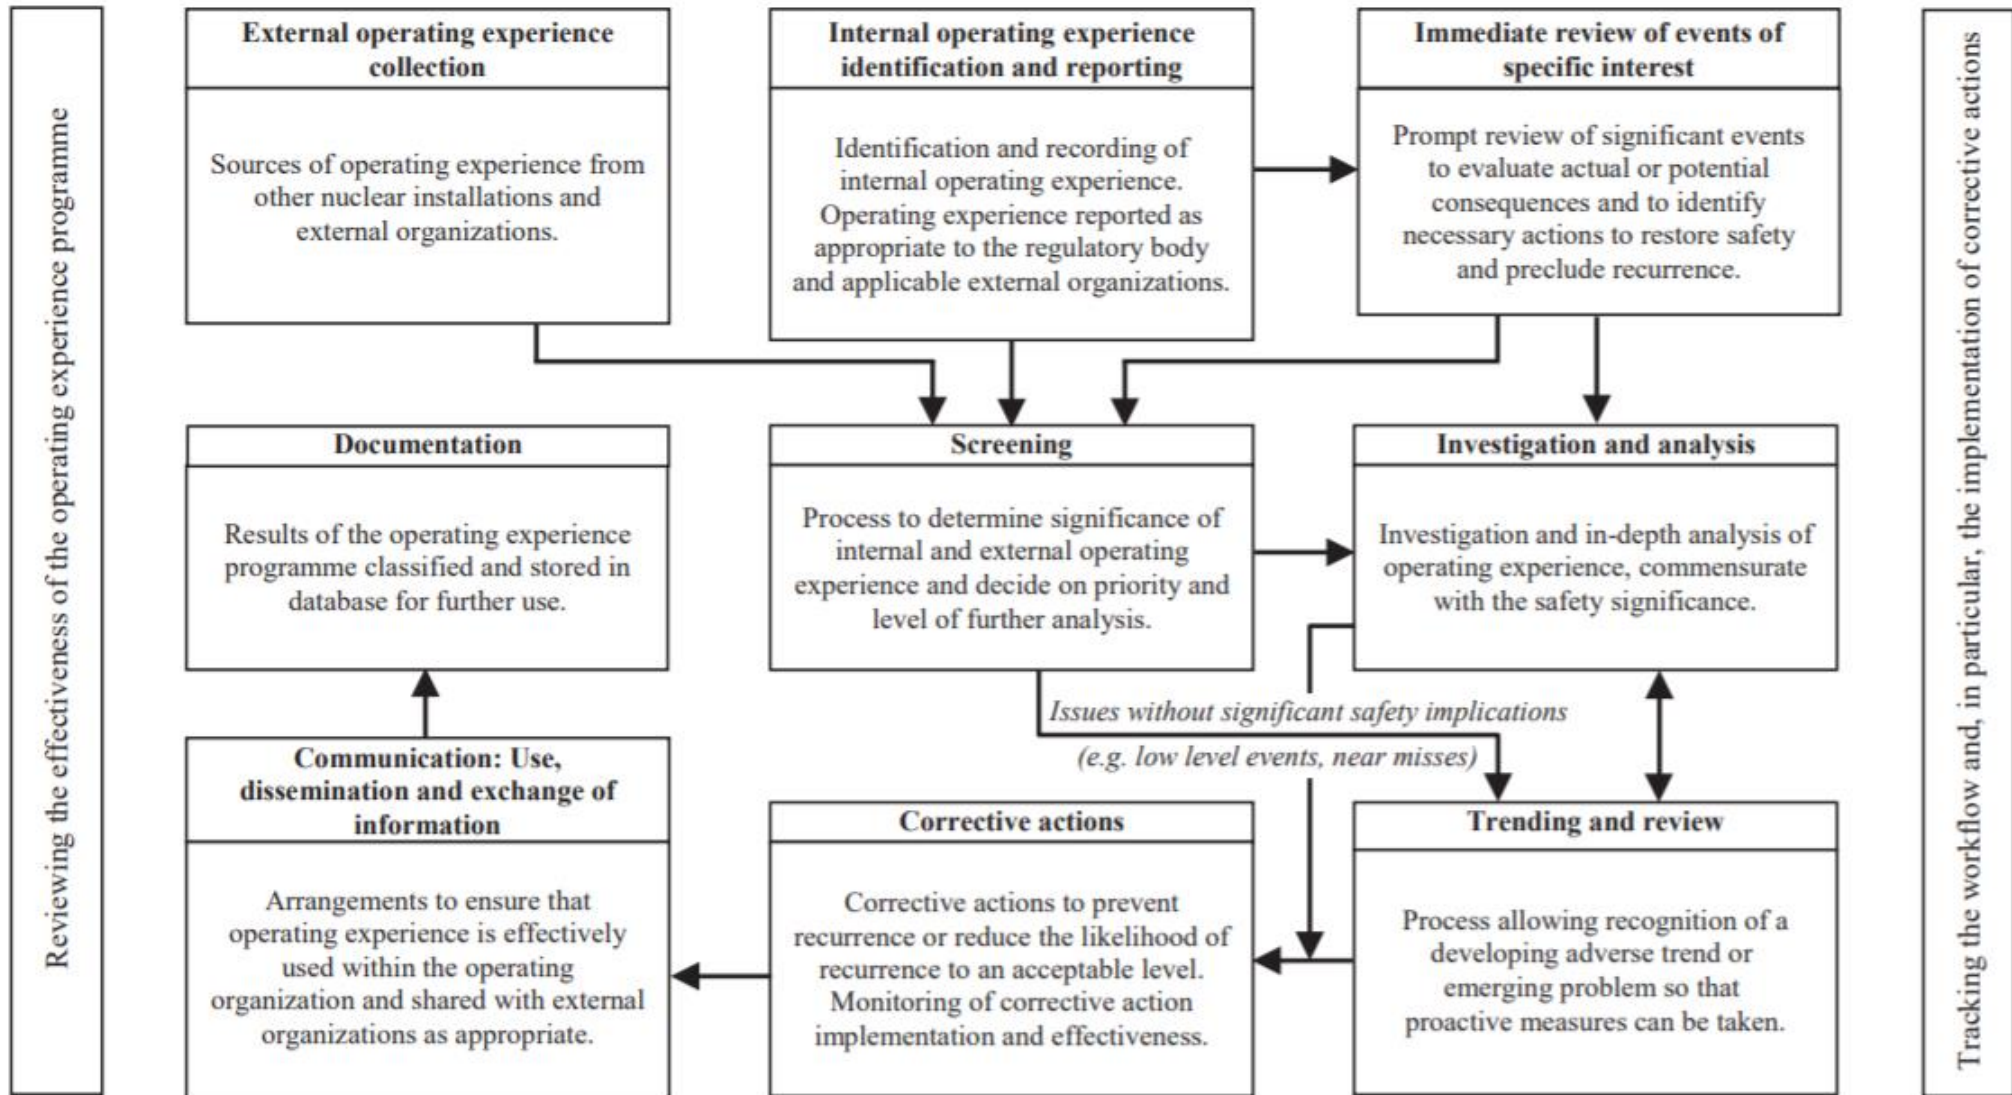 Reviewing the effectiveness of the operating experience programme
External operating experience
collection
Sources of operating experience from
other nuclear installations and
external organizations.
Internal operating experience
identification and reporting
Identification and recording of
internal operating experience.
Operating experience reported as
appropriate to the regulatory body
and applicable external organizations.
Immediate review of events of
specific interest
Prompt review of significant events
to evaluate actual or potential
consequences and to identify
necessary actions to restore safety
and preclude recurrence.
Documentation
Results of the operating experience
programme classified and stored in
database for further use.
Screening
Process to determine significance of
internal and external operating
experience and decide on priority and
level of further analysis.
Investigation and analysis
Investigation and in-depth analysis of
operating experience, commensurate
with the safety significance.
Issues without significant safety implications
(e.g. low level events, near misses)
Communication: Use,
dissemination and exchange of
information
Arrangements to ensure that
operating experience is effectively
used within the operating
organization and shared with external
organizations as appropriate.
Corrective actions
Corrective actions to prevent
recurrence or reduce the likelihood of
recurrence to an acceptable level.
Monitoring of corrective action
implementation and effectiveness.
Trending and review
Process allowing recognition of a
developing adverse trend or
emerging problem so that
proactive measures can be taken.
Tracking the workflow and, in particular, the implementation of corrective actions